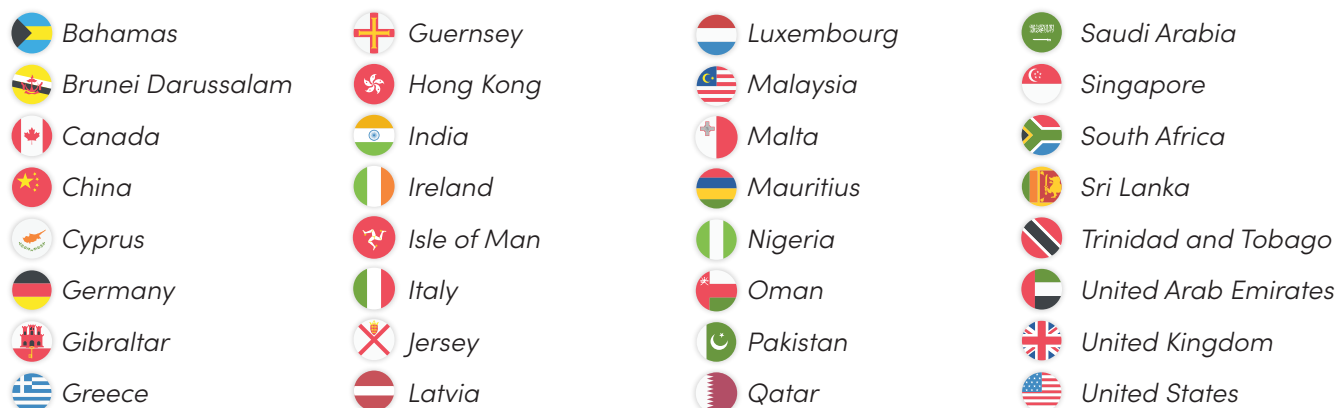 Bahamas
Brunei Darussalam
Canada
China
Cyprus
Germany
Gibraltar
Greece
Guernsey
Hong Kong
India
Ireland
Isle of Man
Italy
Jersey
Latvia
Luxembourg
Malaysia
Malta
Mauritius
Nigeria
Oman
Pakistan
Qatar
Saudi Arabia
Singapore
South Africa
Sri Lanka
Trinidad and Tobago
United Arab Emirates
United Kingdom
United States